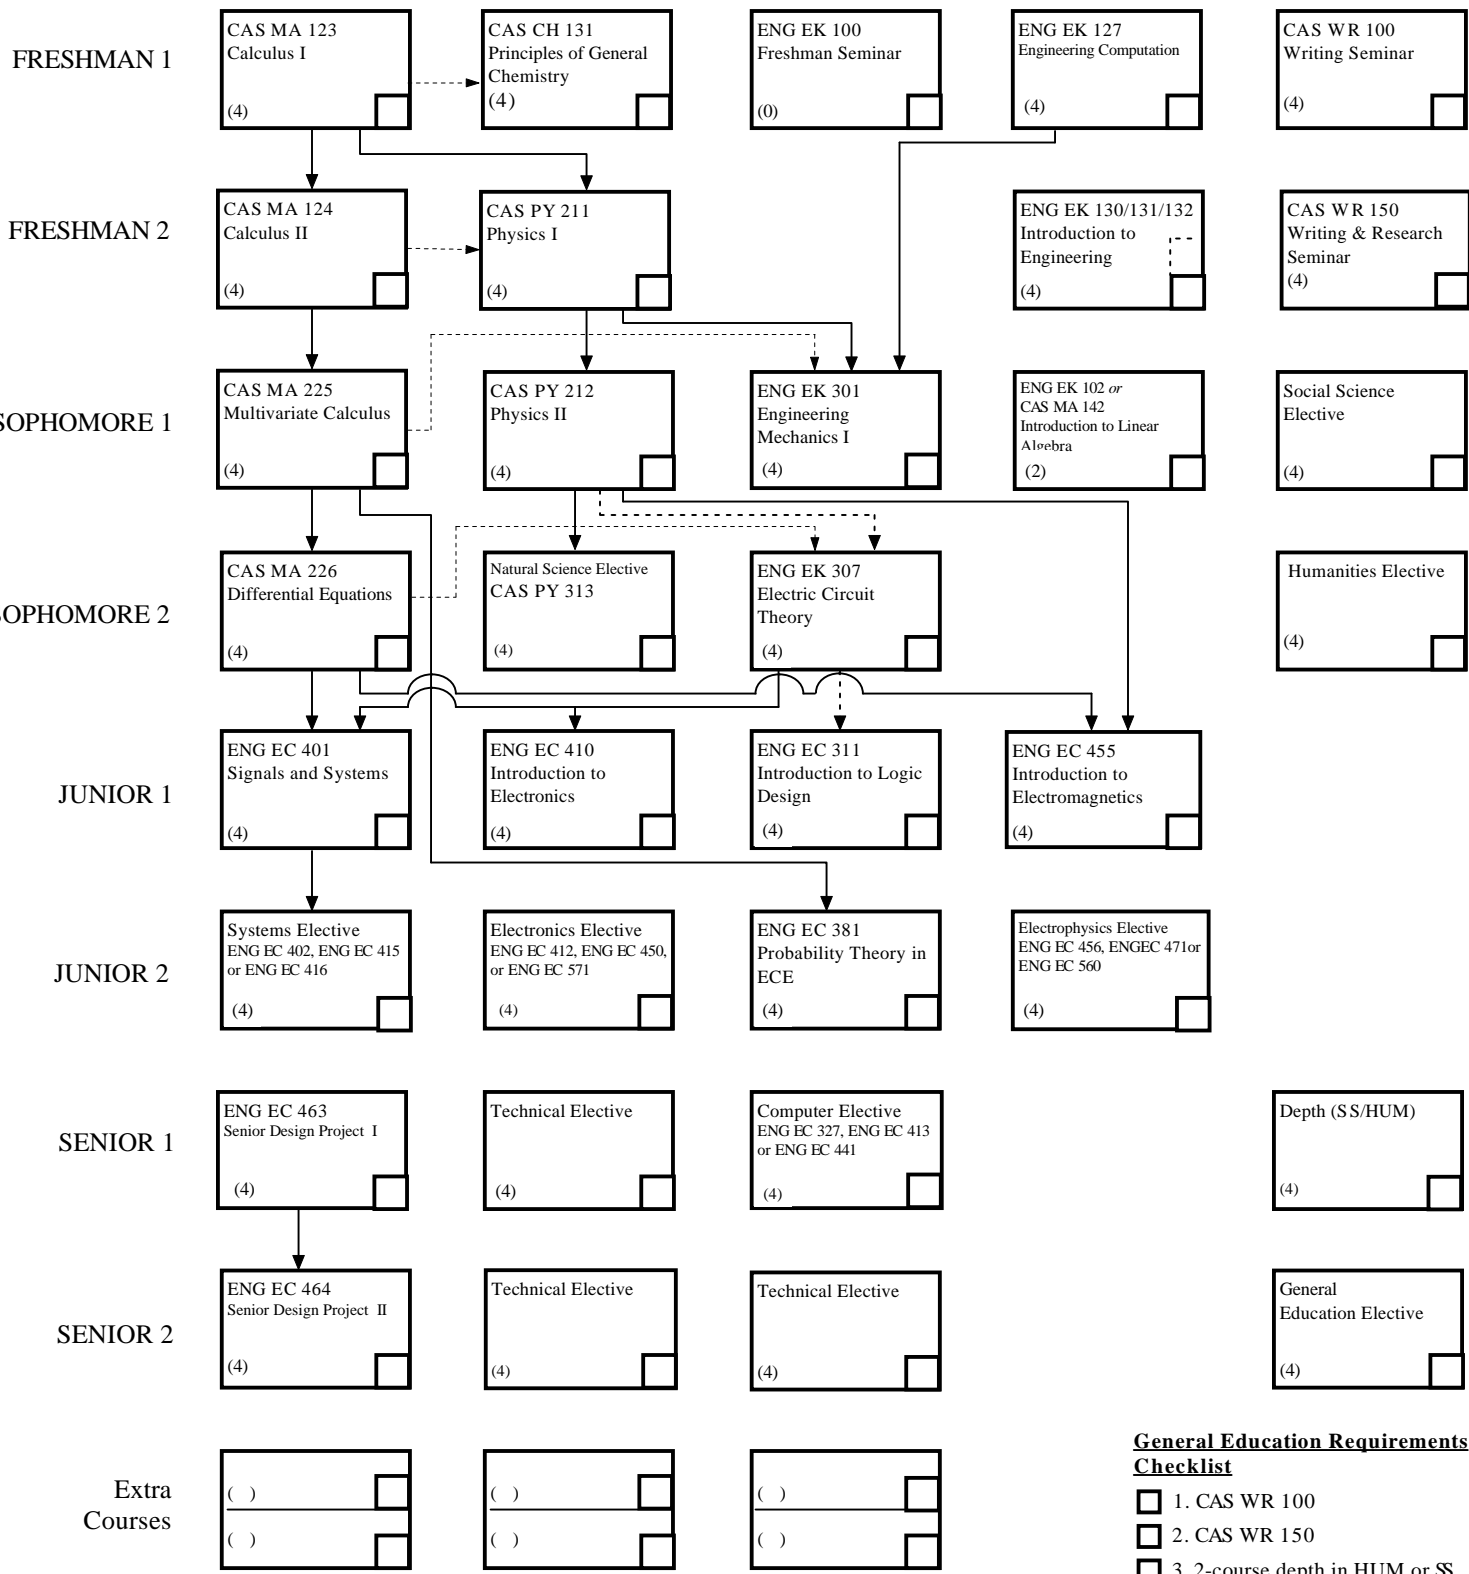 FRESHMAN 1
CAS MA 123
Calculus I
(4)
CAS CH 131
Principles of General
Chemistry
(4)
ENG EK 100
Freshman Seminar
(0)
ENG EK 127
Engineering Computation
(4)
CAS WR 100
Writing Seminar
(4)
FRESHMAN 2
CAS MA 124
Calculus II
(4)
CAS PY 211
Physics I
(4)
ENG EK 130/131/132
Introduction to
Engineering
(4)
CAS WR 150
Writing & Research
Seminar
(4)
SOPHOMORE 1
CAS MA 225
Multivariate Calculus
(4)
CAS PY 212
Physics II
(4)
ENG EK 301
Engineering
Mechanics I
(4)
ENG EK 102 or
CAS MA 142
Introduction to Linear
Algebra
(2)
Social Science
Elective
(4)
SOPHOMORE 2
CAS MA 226
Differential Equations
(4)
Natural Science Elective
CAS PY 313
(4)
ENG EK 307
Electric Circuit
Theory
(4)
Humanities Elective
(4)
JUNIOR 1
ENG EC 401
Signals and Systems
(4)
ENG EC 410
Introduction to
Electronics
(4)
ENG EC 311
Introduction to Logic
Design
(4)
ENG EC 455
Introduction to
Electromagnetics
(4)
JUNIOR 2
Systems Elective
ENG EC 402, ENG EC 415
or ENG EC 416
(4)
Electronics Elective
ENG EC 412, ENG EC 450,
or ENG EC 571
(4)
ENG EC 381
Probability Theory in
ECE
(4)
Electrophysics Elective
ENG EC 456, ENGEC 471or
ENG EC 560
(4)
SENIOR 1
ENG EC 463
Senior Design Project I
(4)
Technical Elective
(4)
Computer Elective
ENG EC 327, ENG EC 413
or ENG EC 441
(4)
Depth (SS/HUM)
(4)
SENIOR 2
ENG EC 464
Senior Design Project II
(4)
Technical Elective
(4)
Technical Elective
(4)
General
Education Elective
(4)
Extra
Courses
( )
( )
( )
( )
( )
( )
General Education Requirements
Checklist
1. CAS WR 100
2. CAS WR 150
3. 2-course depth in HUM or SS